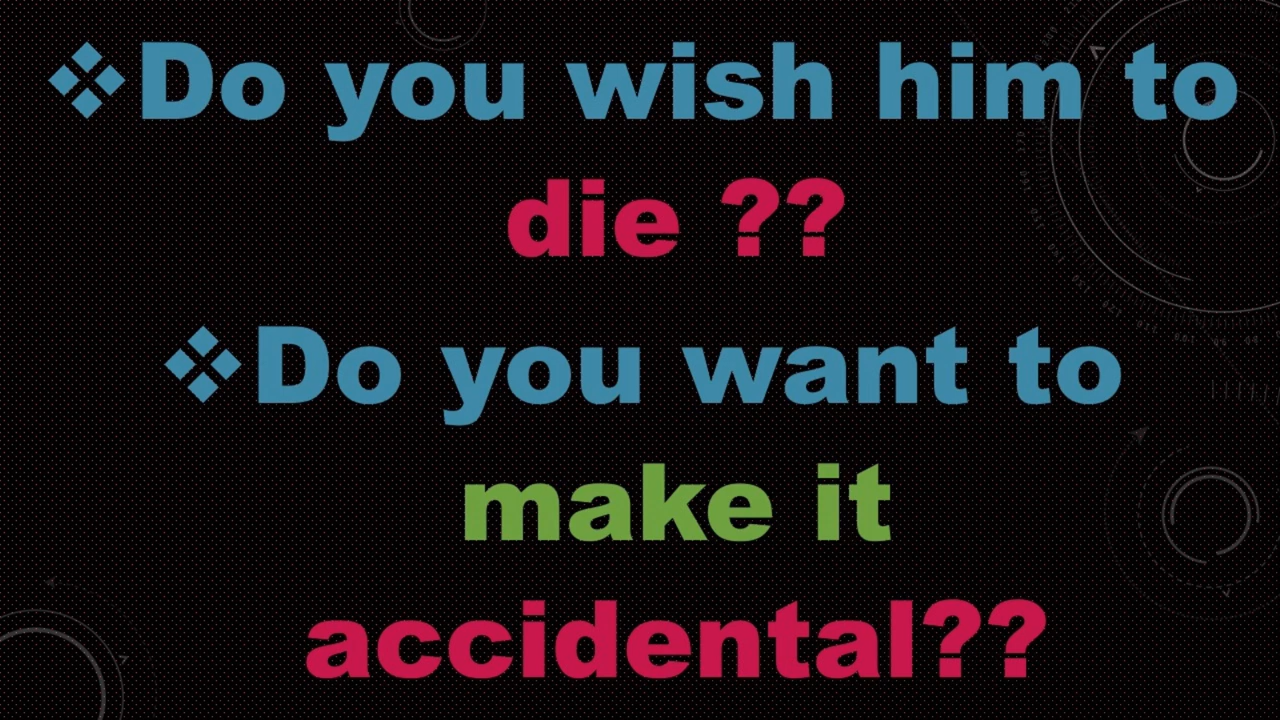 ❖Do you wish him to
die ??
❖Do you want to
make it
accidental??